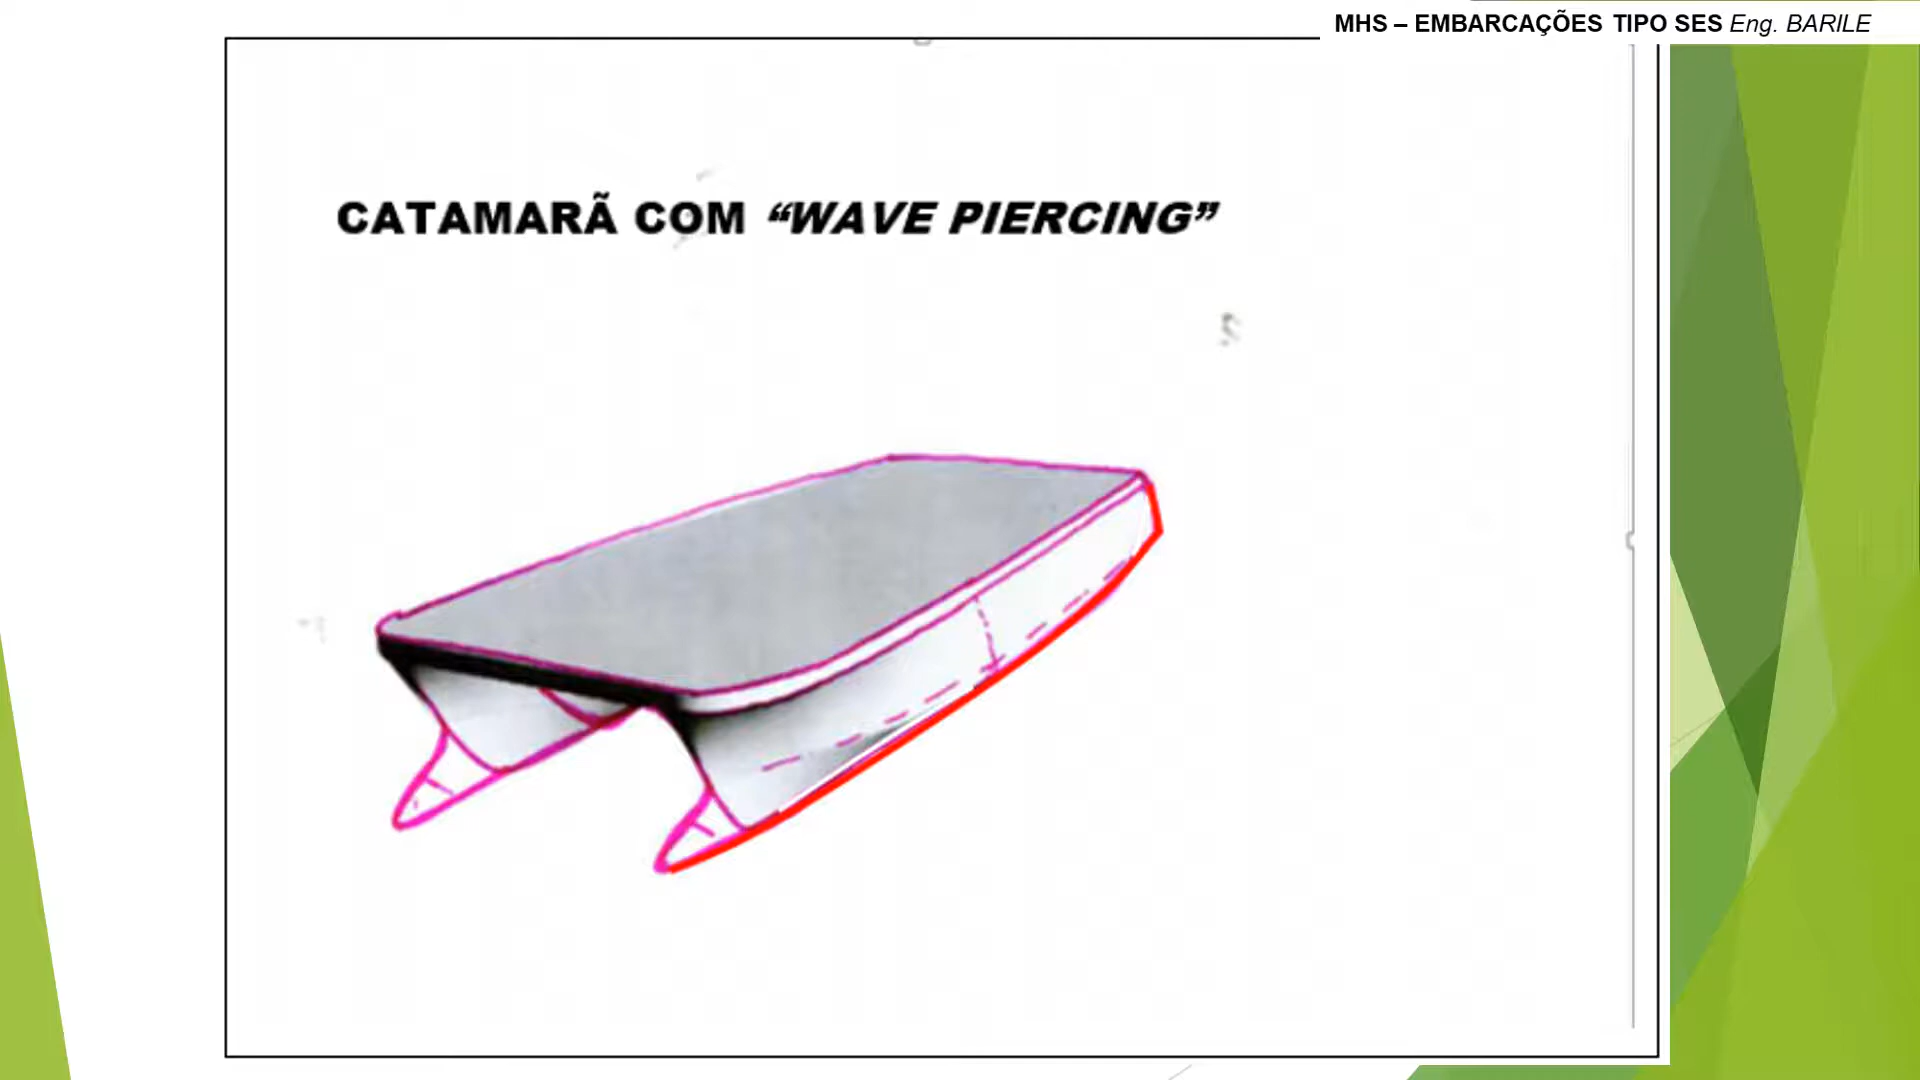 MHS – EMBARCAÇÕES TIPO SES Eng. BARILE
CATAMARÃ COM “WAVE PIERCING”